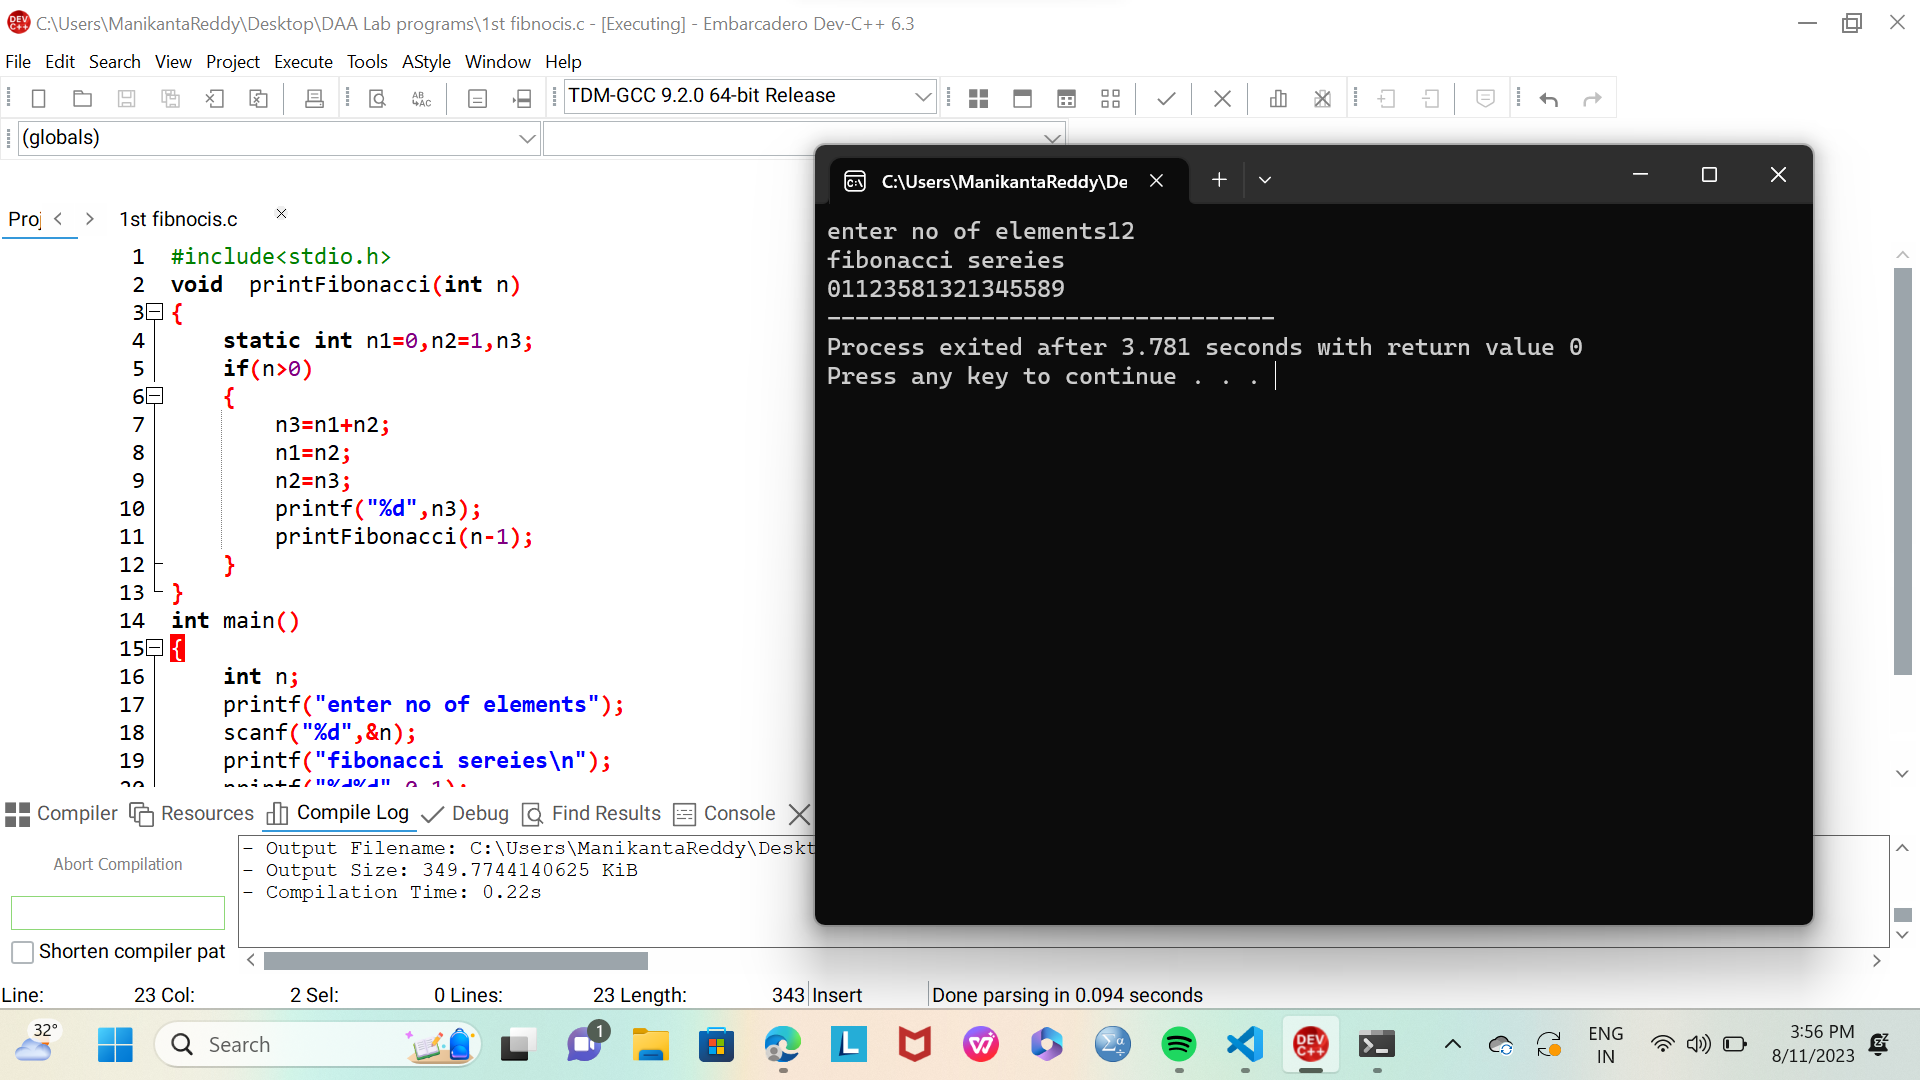 C:\Users\ManikantaReddy\Desktop\DAA Lab programs\1st fibnocis.c - [Executing] - Embarcadero Dev-C++ 6.3
File Edit Search View Project Execute Tools AStyle Window Help
TDM-GCC 9.2.0 64-bit Release
(globals)
C:\Users\ManikantaReddy\De
Proj 1st fibnocis.c
1 #include<stdio.h>
2 void  printFibonacci(int n)
3 {
4 static int n1=0,n2=1,n3;
5 if(n>0)
6 {
7 n3=n1+n2;
8 n1=n2;
9 n2=n3;
10 printf("%d",n3);
11 printFibonacci(n-1);
12 }
13 }
14 int main()
15 {
16 int n;
17 printf("enter no of elements");
18 scanf("%d",&n);
19 printf("fibonacci sereies\n");
20 printf("%d%d",0,1);
enter no of elements12
fibonacci sereies
01123581321345589
--------------------------------
Process exited after 3.781 seconds with return value 0
Press any key to continue . . .
Compiler Resources Compile Log Debug Find Results Console
Abort Compilation
Shorten compiler pat
- Output Filename: C:\Users\ManikantaReddy\Deskt
- Output Size: 349.7744140625 KiB
- Compilation Time: 0.22s
Line: 23 Col: 2 Sel: 0 Lines: 23 Length: 343 Insert Done parsing in 0.094 seconds
32°
Search
1
DEV C++
ENG
IN
3:56 PM
8/11/2023